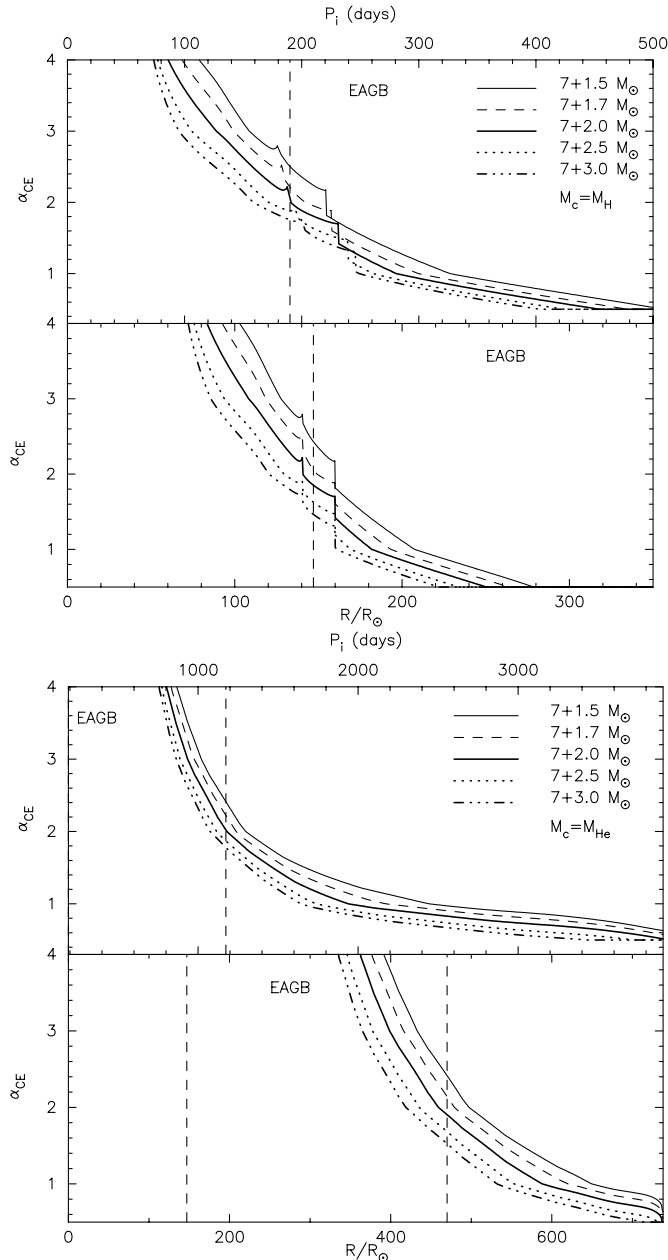 P_i (days)
0 100 200 300 400 500
4
3
2
1
α_CE
EAGB
7+1.5 M_⊙
7+1.7 M_⊙
7+2.0 M_⊙
7+2.5 M_⊙
7+3.0 M_⊙
M_c=M_H
4
3
2
1
α_CE
EAGB
0 100 200 300
R/R_⊙
P_i (days)
1000 2000 3000
4
3
2
1
α_CE
EAGB
7+1.5 M_⊙
7+1.7 M_⊙
7+2.0 M_⊙
7+2.5 M_⊙
7+3.0 M_⊙
M_c=M_He
4
3
2
1
α_CE
EAGB
0 200 400 600
R/R_⊙